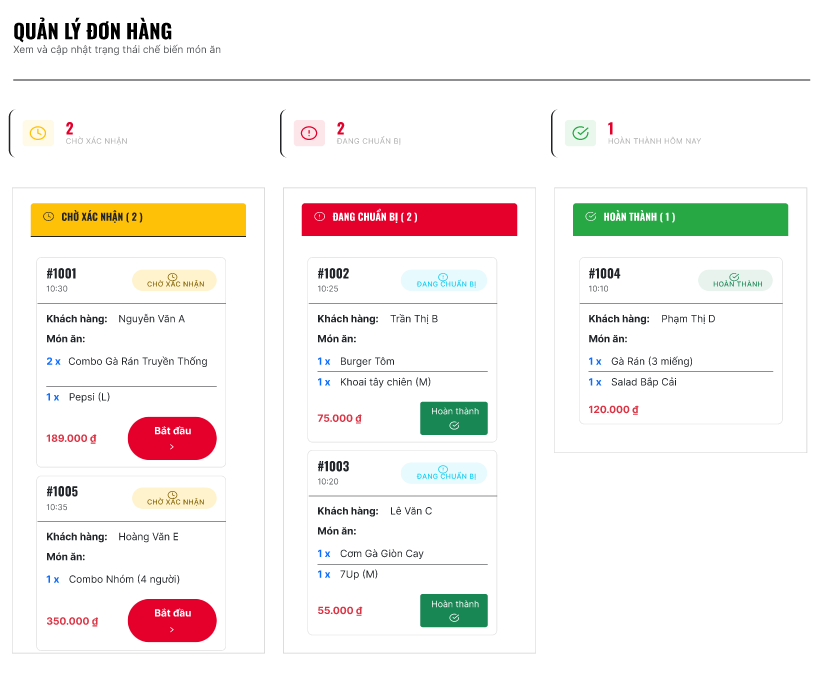 QUẢN LÝ ĐƠN HÀNG
Xem và cập nhật trạng thái chế biến món ăn
2
CHỜ XÁC NHẬN
2
ĐANG CHUẨN BỊ
1
HOÀN THÀNH HÔM NAY
CHỜ XÁC NHẬN ( 2 )
#1001
10:30
CHỜ XÁC NHẬN
Khách hàng: Nguyễn Văn A
Món ăn:
2 x Combo Gà Rán Truyền Thống
1 x Pepsi (L)
189.000 ₫
Bắt đầu
#1005
10:35
CHỜ XÁC NHẬN
Khách hàng: Hoàng Văn E
Món ăn:
1 x Combo Nhóm (4 người)
350.000 ₫
Bắt đầu
ĐANG CHUẨN BỊ ( 2 )
#1002
10:25
ĐANG CHUẨN BỊ
Khách hàng: Trần Thị B
Món ăn:
1 x Burger Tôm
1 x Khoai tây chiên (M)
75.000 ₫
Hoàn thành
#1003
10:20
ĐANG CHUẨN BỊ
Khách hàng: Lê Văn C
Món ăn:
1 x Cơm Gà Giòn Cay
1 x 7Up (M)
55.000 ₫
Hoàn thành
HOÀN THÀNH ( 1 )
#1004
10:10
HOÀN THÀNH
Khách hàng: Phạm Thị D
Món ăn:
1 x Gà Rán (3 miếng)
1 x Salad Bắp Cải
120.000 ₫